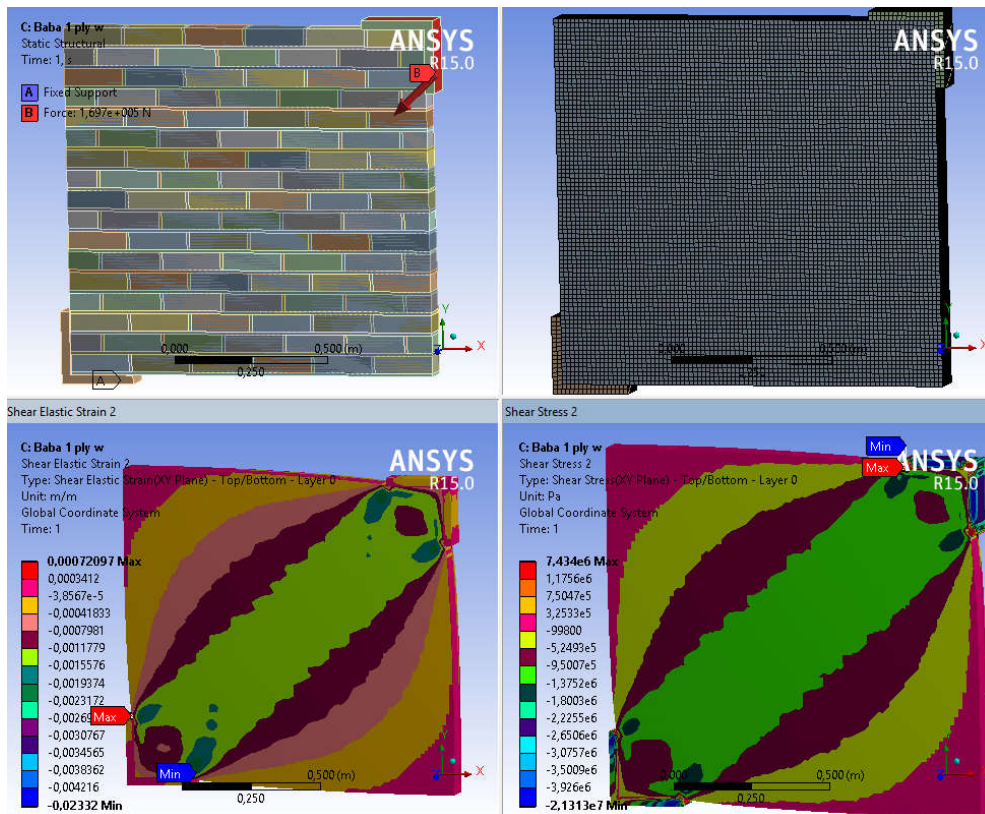 C: Baba 1 ply w
Static Structural
Time: 1, s
A Fixed Support
B Force: 1,697e+005 N
ANSYS
R15.0
B
A
0,000
0,500 (m)
0,250
Y
X
ANSYS
R15.0
0,000
0,250
X
Shear Elastic Strain 2
C: Baba 1 ply w
Shear Elastic Strain 2
Type: Shear Elastic Strain(XY Plane) - Top/Bottom - Layer 0
Unit: m/m
Global Coordinate System
Time: 1
ANSYS
R15.0
0,00072097 Max
0,0003412
-3,8567e-5
-0,00041833
-0,0007981
-0,0011779
-0,0015576
-0,0019374
-0,0023172
-0,0030767
-0,0034565
-0,0038362
-0,004216
-0,02332 Min
Max
Min
0,500 (m)
0,250
X
Shear Stress 2
C: Baba 1 ply w
Shear Stress 2
Type: Shear Stress(XY Plane) - Top/Bottom - Layer 0
Unit: Pa
Global Coordinate System
Time: 1
Min
Max
ANSYS
R15.0
7,434e6 Max
1,1756e6
7,5047e5
3,2533e5
-99800
-5,2493e5
-9,5007e5
-1,3752e6
-1,8003e6
-2,2255e6
-2,6506e6
-3,0757e6
-3,5009e6
-3,926e6
-2,1313e7 Min
0,000
0,500 (m)
0,250
X